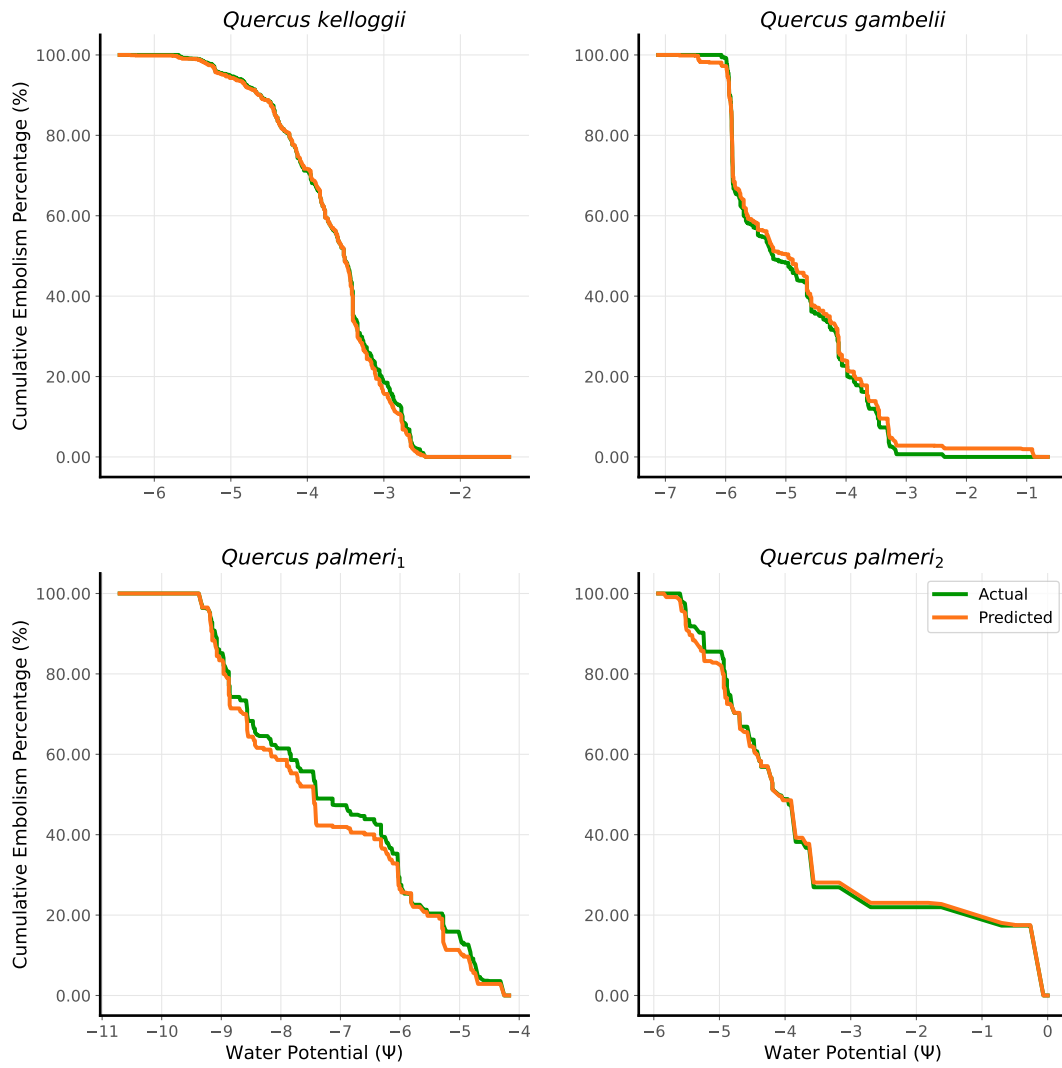 Quercus kelloggii
Quercus gambelii
Cumulative Embolism Percentage (%)
100.00
80.00
60.00
40.00
20.00
0.00
−6 −5 −4 −3 −2
100.00
80.00
60.00
40.00
20.00
0.00
−7 −6 −5 −4 −3 −2 −1
Quercus palmeri₁
Quercus palmeri₂
Cumulative Embolism Percentage (%)
100.00
80.00
60.00
40.00
20.00
0.00
−11 −10 −9 −8 −7 −6 −5 −4
Water Potential (Ψ)
Actual
Predicted
100.00
80.00
60.00
40.00
20.00
0.00
−6 −5 −4 −3 −2 −1 0
Water Potential (Ψ)